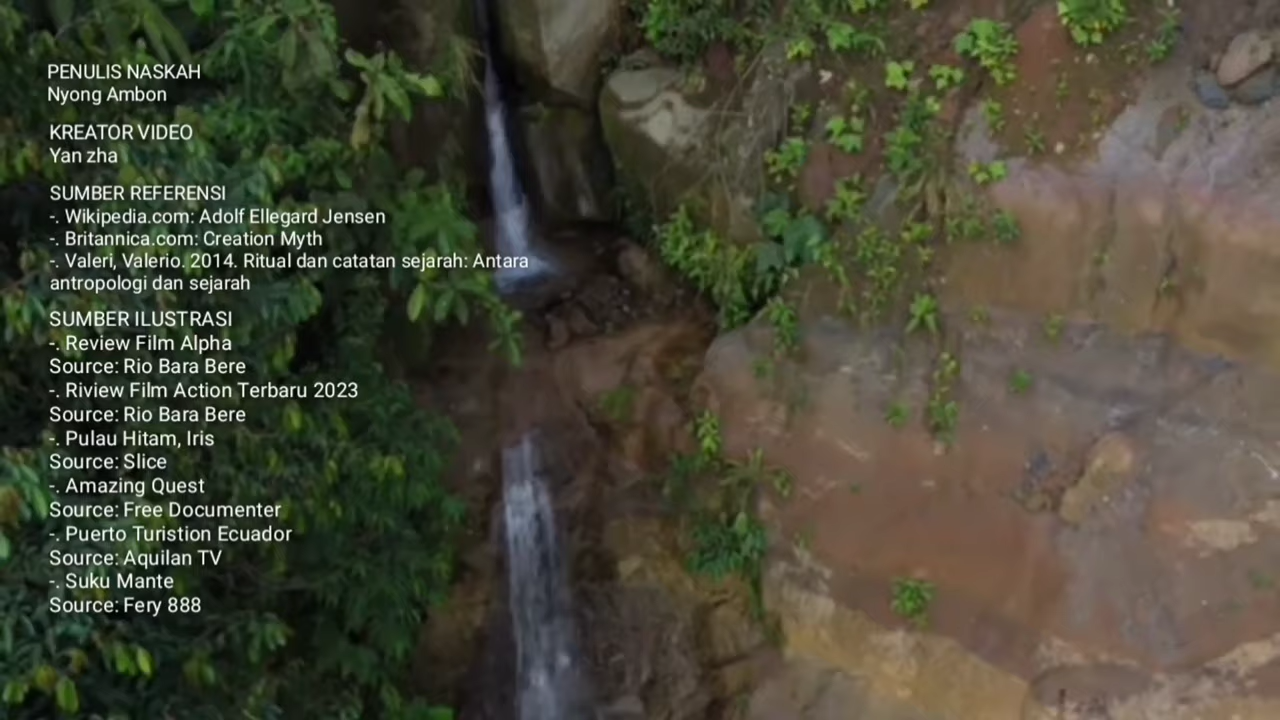 PENULIS NASKAH
Nyong Ambon
KREATOR VIDEO
Yan zha
SUMBER REFERENSI
-. Wikipedia.com: Adolf Ellegard Jensen
-. Britannica.com: Creation Myth
-. Valeri, Valerio. 2014. Ritual dan catatan sejarah: Antara
antropologi dan sejarah
SUMBER ILUSTRASI
-. Review Film Alpha
Source: Rio Bara Bere
-. Riview Film Action Terbaru 2023
Source: Rio Bara Bere
-. Pulau Hitam, Iris
Source: Slice
-. Amazing Quest
Source: Free Documenter
-. Puerto Turistion Ecuador
Source: Aquilan TV
-. Suku Mante
Source: Fery 888